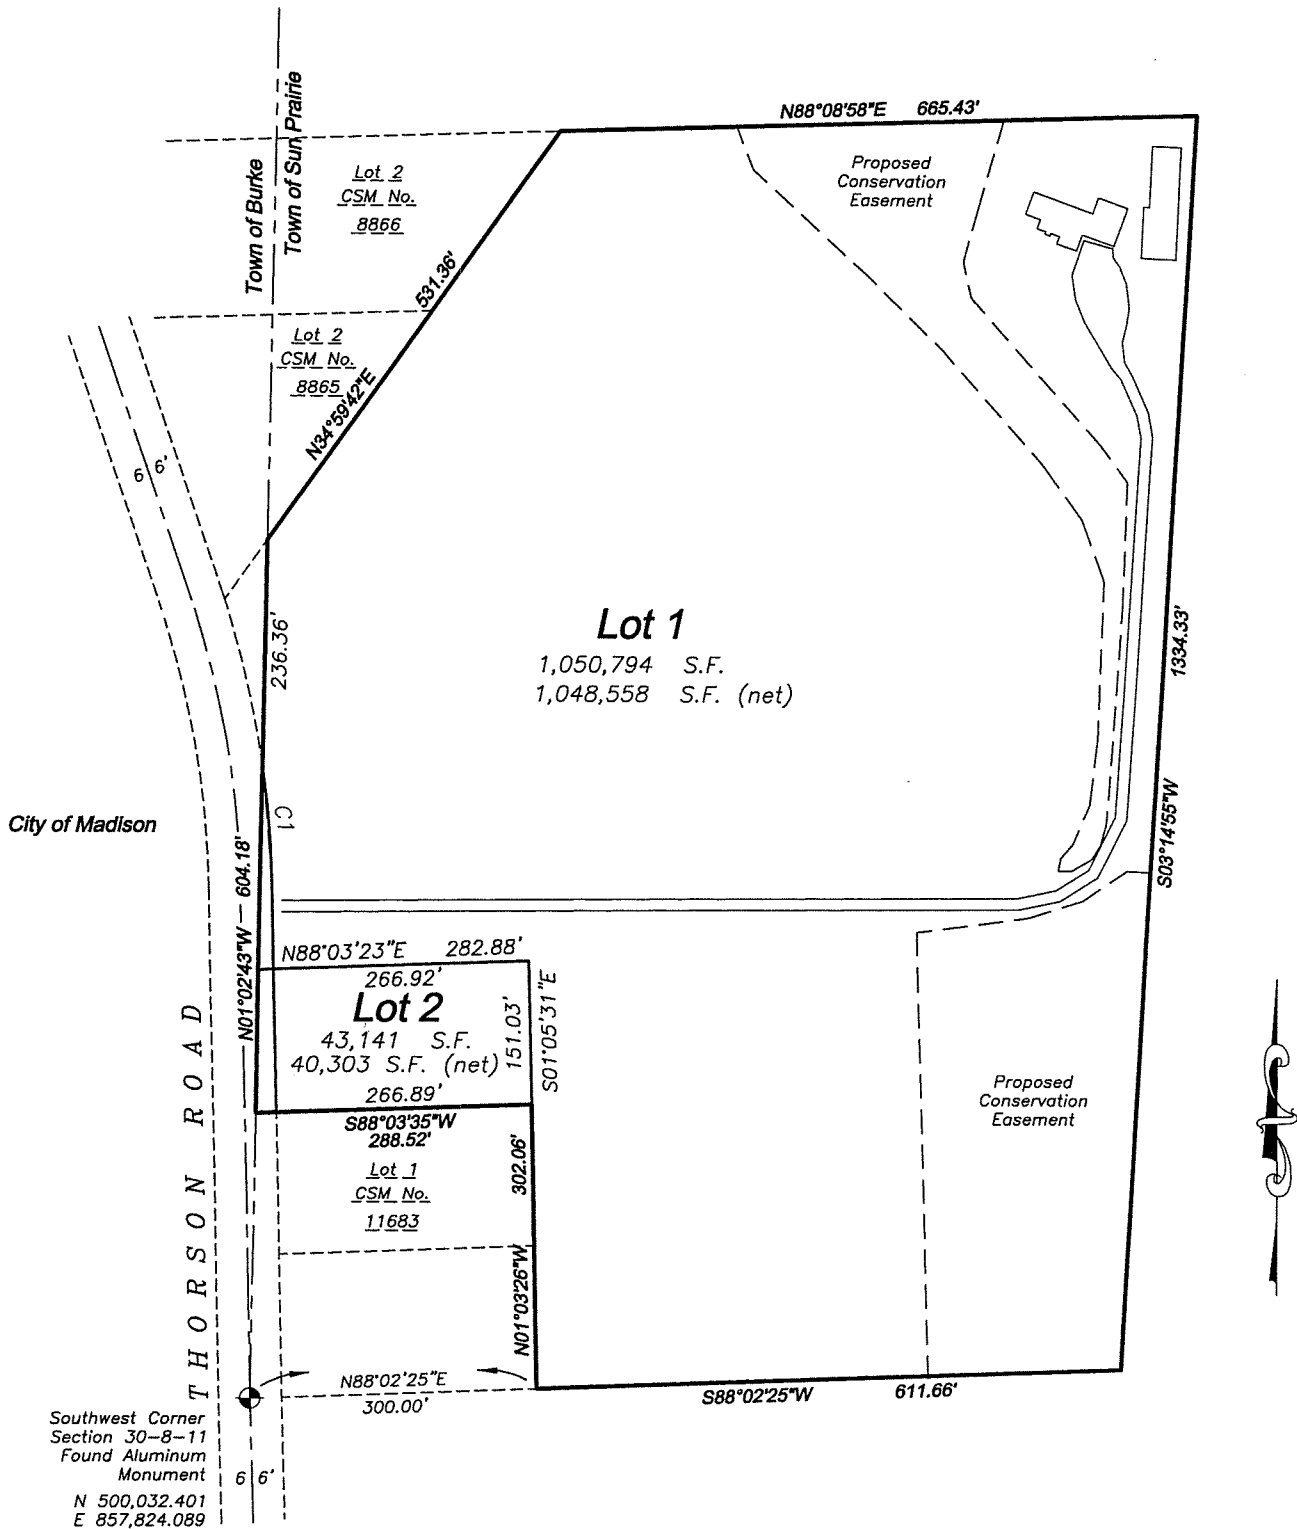 N88°08'58"E 665.43'
Town of Burke
Town of Sun Prairie
Lot 2
CSM No.
8866
Proposed
Conservation
Easement
531.36'
N34°59'42"E
Lot 2
CSM No.
8865
6 6'
236.36'
Lot 1
1,050,794 S.F.
1,048,558 S.F. (net)
1334.33'
S03°14'55"W
City of Madison
C1
N01°02'43"W 604.18'
N88°03'23"E 282.88'
266.92'
Lot 2
43,141 S.F.
40,303 S.F. (net)
151.03'
S01°05'31"E
266.89'
S88°03'35"W
288.52'
Lot 1
CSM No.
11683
302.06'
N01°03'26"W
Proposed
Conservation
Easement
THORSON ROAD
N88°02'25"E
300.00'
S88°02'25"W 611.66'
Southwest Corner
Section 30-8-11
Found Aluminum
Monument
N 500,032.401
E 857,824.089
6 6'